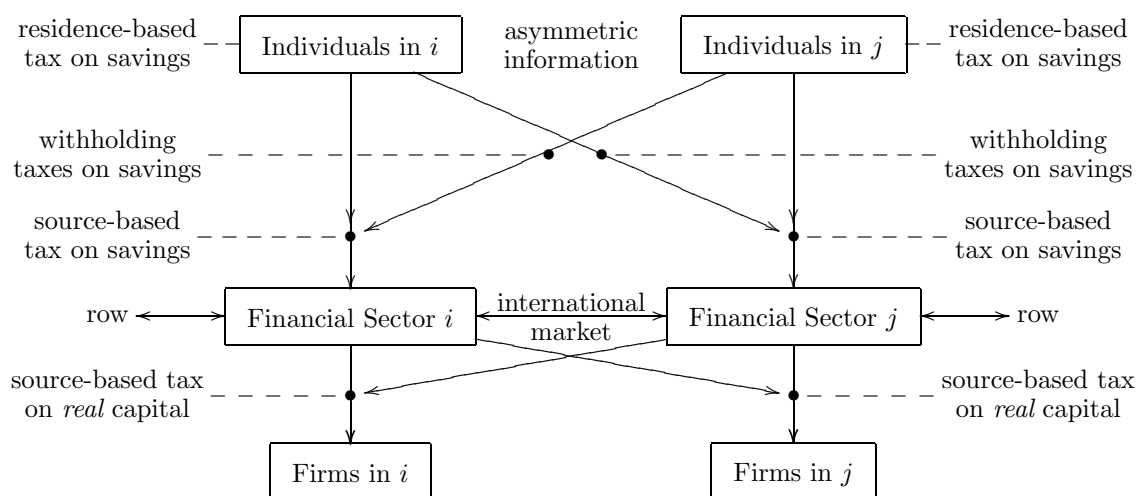 residence-based
tax on savings
Individuals in i
asymmetric
information
Individuals in j
residence-based
tax on savings
withholding
taxes on savings
withholding
taxes on savings
source-based
tax on savings
source-based
tax on savings
row
Financial Sector i
international
market
Financial Sector j
row
source-based tax
on real capital
source-based tax
on real capital
Firms in i
Firms in j